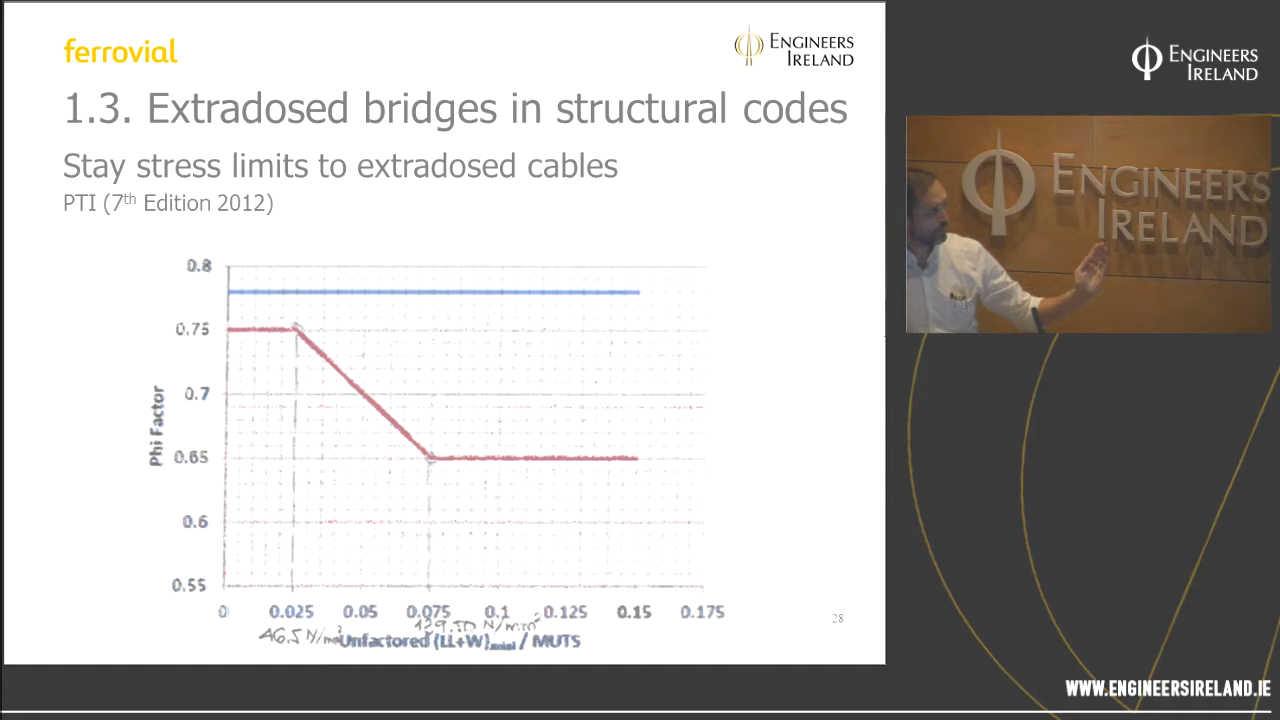 ferrovial
ENGINEERS
IRELAND
1.3. Extradosed bridges in structural codes
Stay stress limits to extradosed cables
PTI (7th Edition 2012)
0.8
0.75
0.7
0.65
0.6
0.55
Phi Factor
0 0.025 0.05 0.075 0.1 0.125 0.15 0.175
46.5 N/mm²
Unfactored (LL+W)axial / MUTS
28
ENGINEERS
IRELAND
ENGINEERS
IRELAND
WWW.ENGINEERSIRELAND.IE